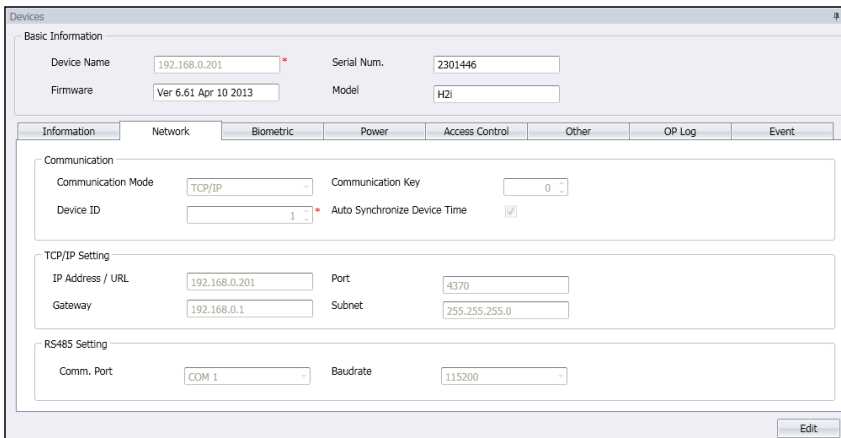 Devices
Basic Information
Device Name 192.168.0.201 * Serial Num. 2301446
Firmware Ver 6.61 Apr 10 2013 Model H2i
Information Network Biometric Power Access Control Other OP Log Event
Communication
Communication Mode TCP/IP Communication Key 0
Device ID 1 * Auto Synchronize Device Time
TCP/IP Setting
IP Address / URL 192.168.0.201 Port 4370
Gateway 192.168.0.1 Subnet 255.255.255.0
RS485 Setting
Comm. Port COM 1 Baudrate 115200
Edit